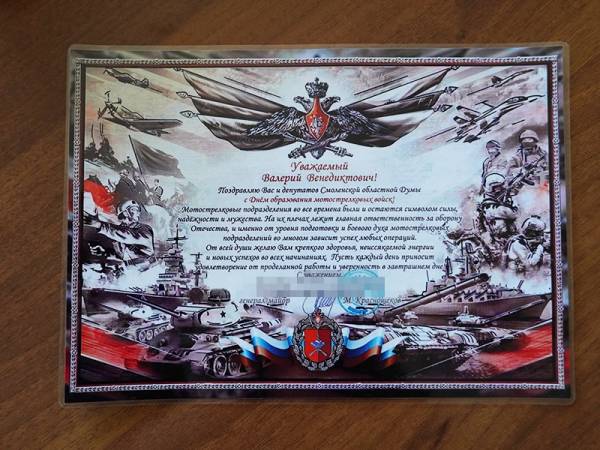 Уважаемый
Валерий Венедиктович!
Поздравляю Вас и депутатов Смоленской областной Думы
с Днём образования мотострелковых войск!
Мотострелковые подразделения во все времена были и остаются символом силы,
надёжности и мужества. На их плечах лежит главная ответственность за оборону
Отечества, и именно от уровня подготовки и боевого духа мотострелковых
подразделений во многом зависит успех любых операций.
От всей души желаю Вам крепкого здоровья, неиссякаемой энергии
и новых успехов во всех начинаниях. Пусть каждый день приносит
удовлетворение от проделанной работы и уверенность в завтрашнем дне.
уважением,
генерал-майор М. Краснощеков